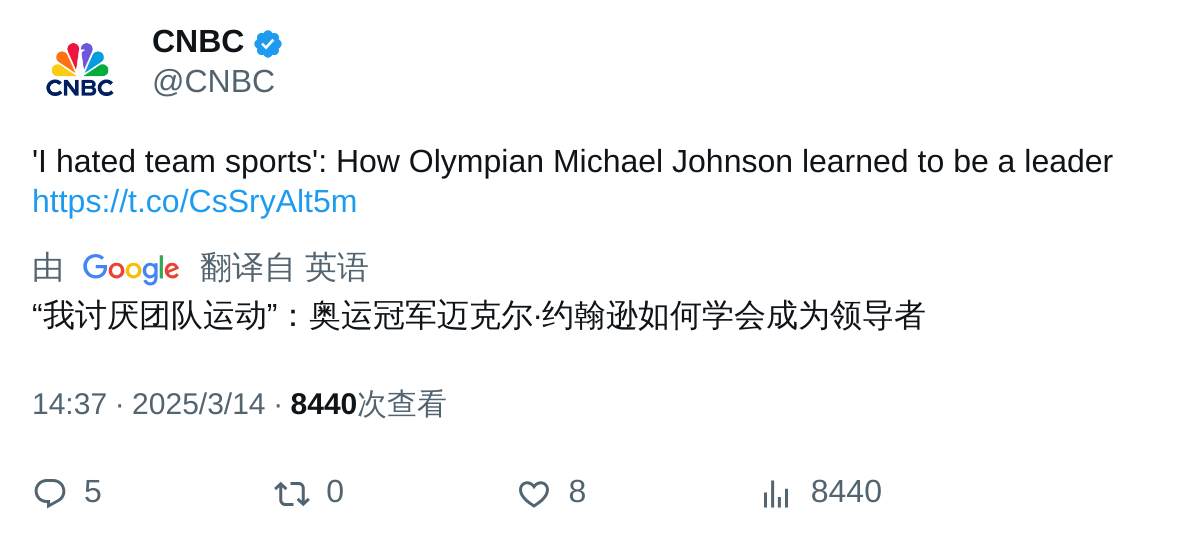 CNBC
CNBC
@CNBC
'I hated team sports': How Olympian Michael Johnson learned to be a leader
https://t.co/CsSryAlt5m
由 Google 翻译自 英语
“我讨厌团队运动”：奥运冠军迈克尔·约翰逊如何学会成为领导者
14:37 · 2025/3/14 · 8440次查看
5 0 8 8440